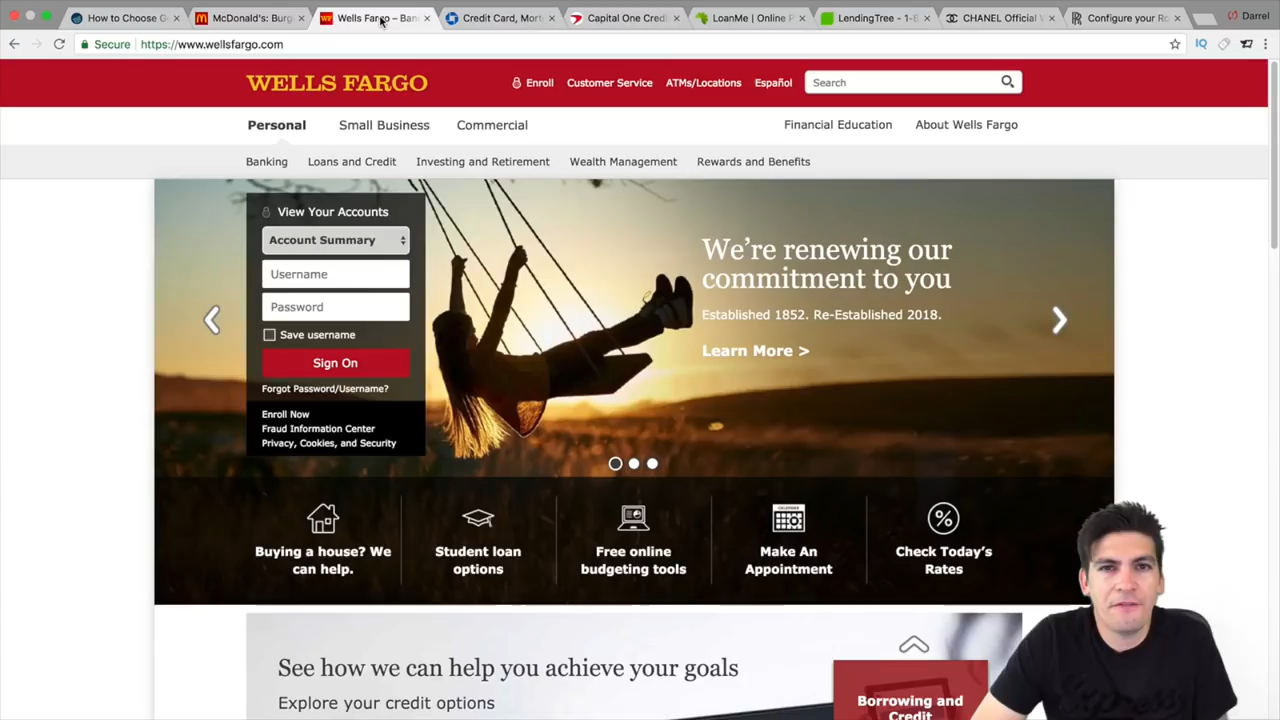 How to Choose G
McDonald's: Burg
Wells Fargo – Ban
Credit Card, Mort
Capital One Credi
LoanMe | Online P
LendingTree - 1-8
CHANEL Official W
Configure your Ro
Darrel
Secure
https://www.wellsfargo.com
IQ
WELLS FARGO
Enroll
Customer Service
ATMs/Locations
Español
Search
Personal
Small Business
Commercial
Financial Education
About Wells Fargo
Banking
Loans and Credit
Investing and Retirement
Wealth Management
Rewards and Benefits
View Your Accounts
Account Summary
Username
Password
Save username
Sign On
Forgot Password/Username?
Enroll Now
Fraud Information Center
Privacy, Cookies, and Security
We're renewing our
commitment to you
Established 1852. Re-Established 2018.
Learn More >
Buying a house? We
can help.
Student loan
options
Free online
budgeting tools
Make An
Appointment
Check Today's
Rates
See how we can help you achieve your goals
Explore your credit options
Borrowing and
Credit